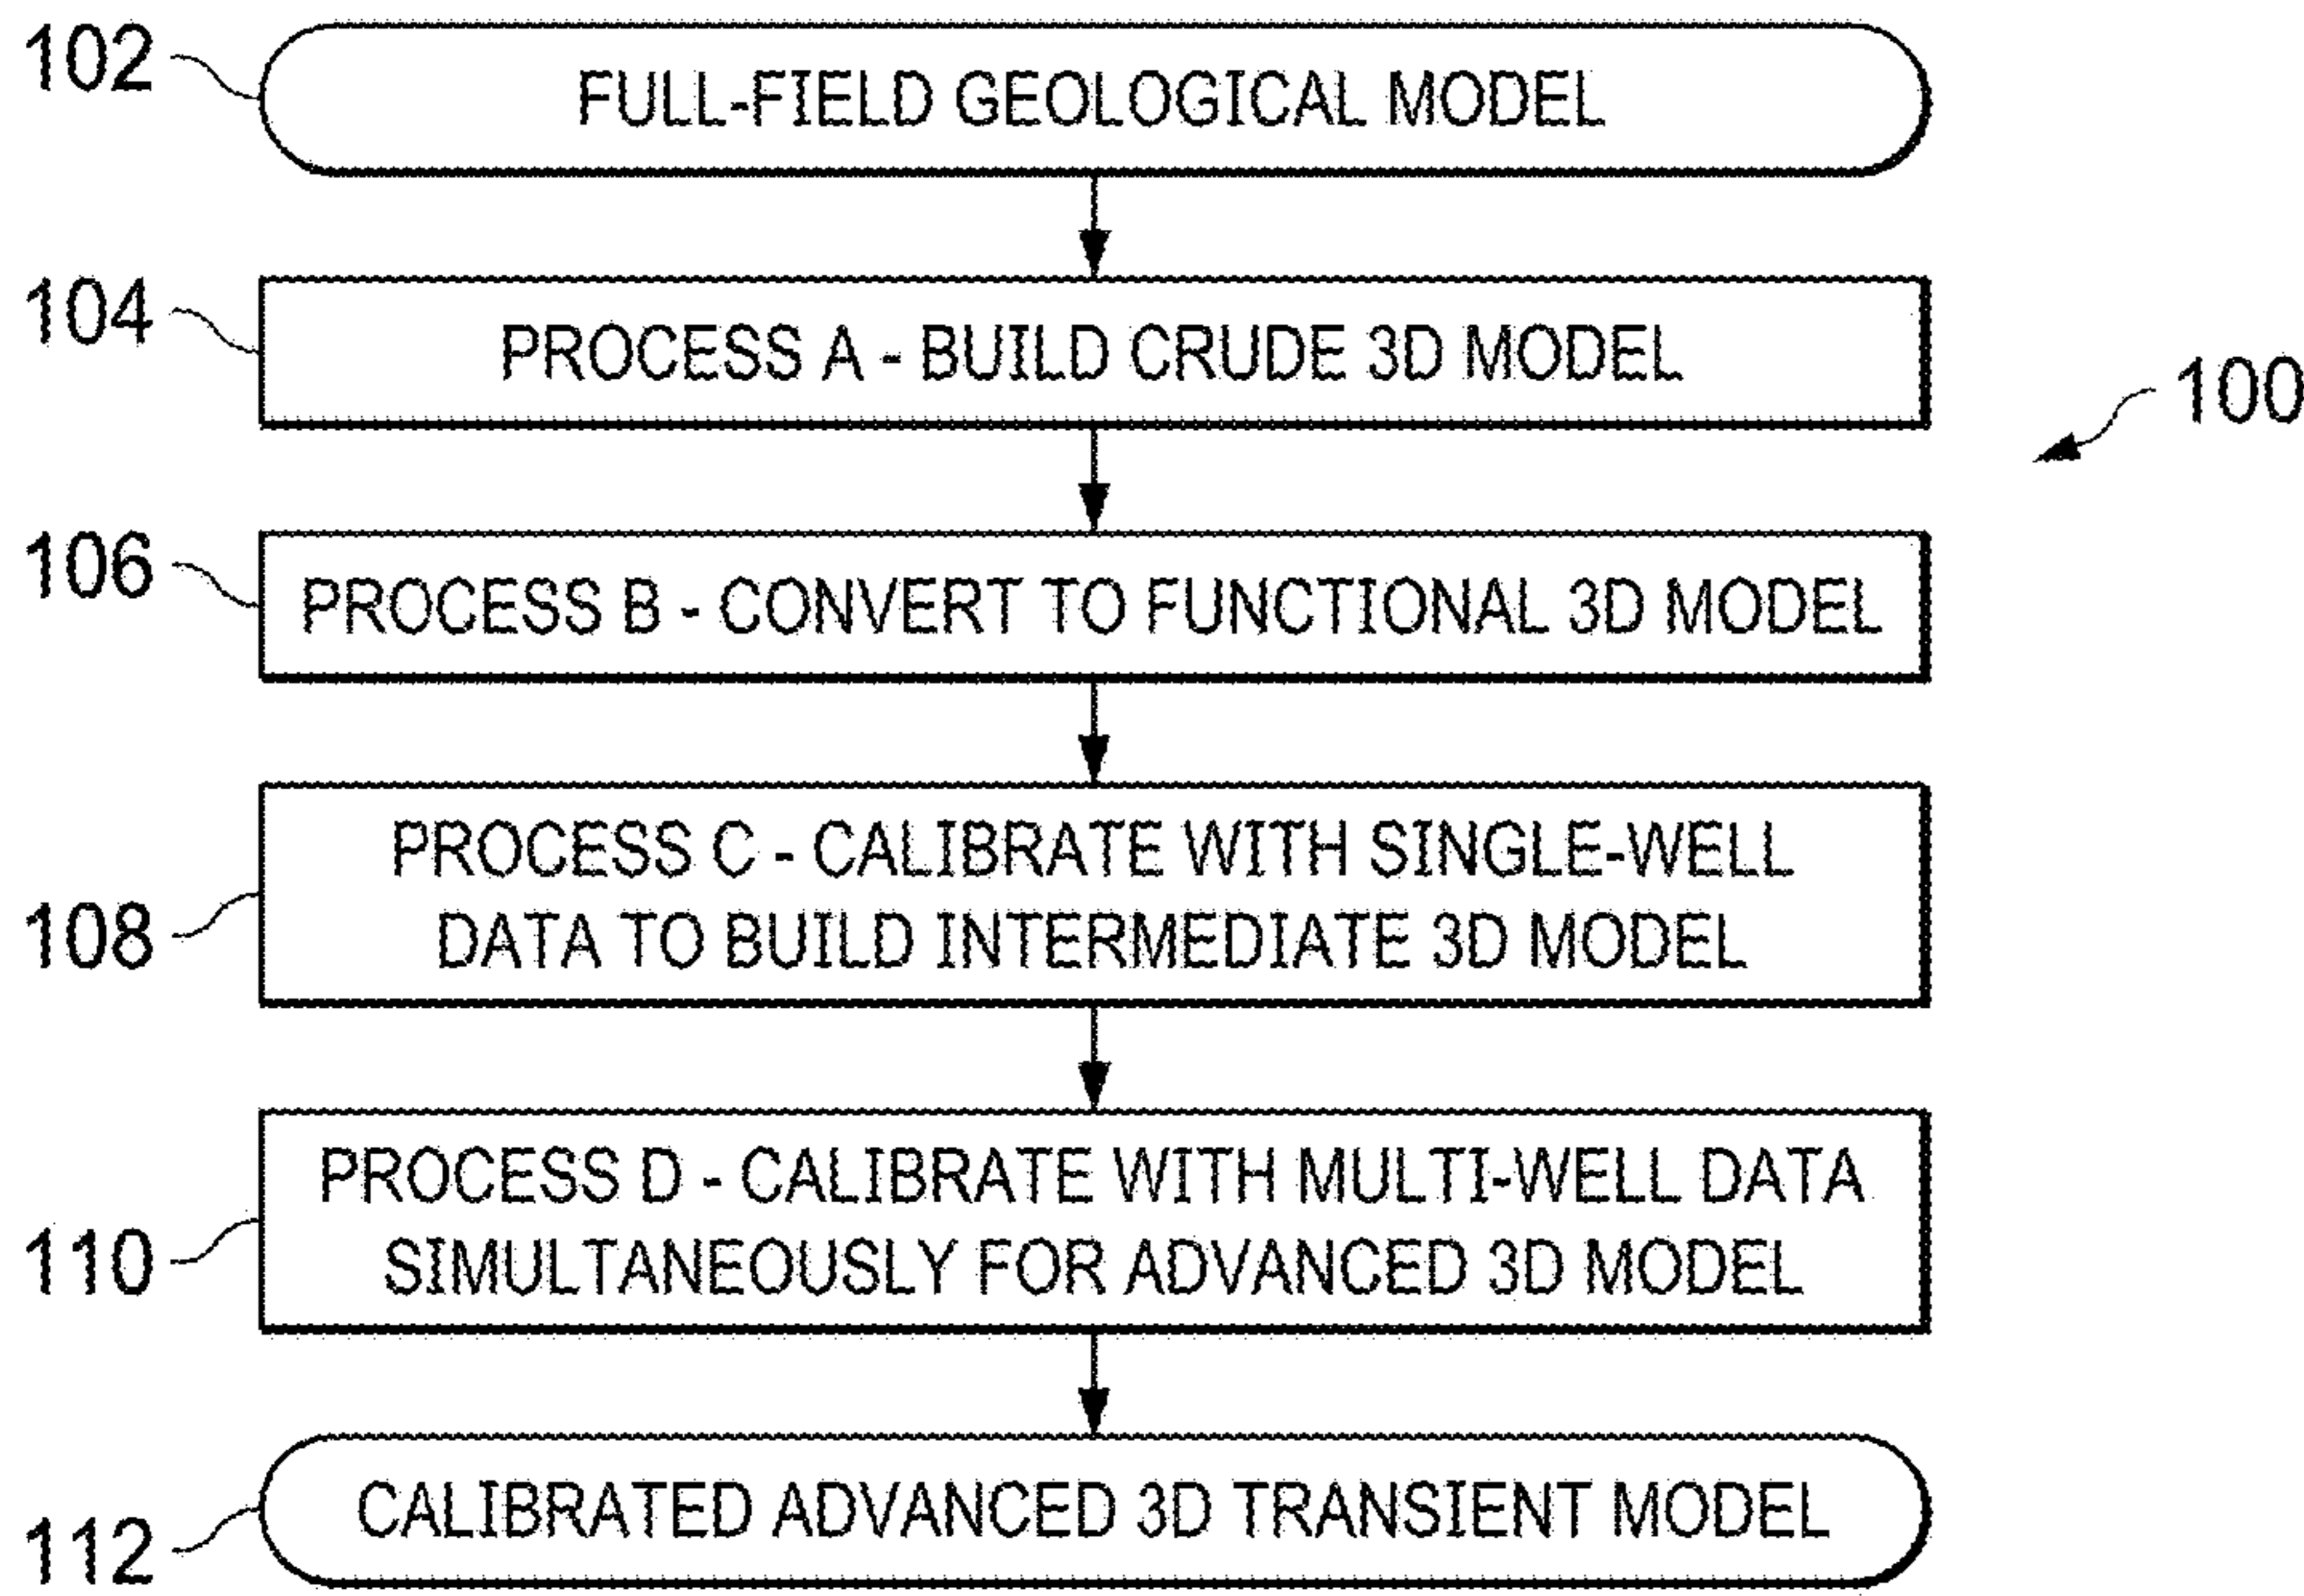 102
FULL-FIELD GEOLOGICAL MODEL
104
PROCESS A - BUILD CRUDE 3D MODEL
100
106
PROCESS B - CONVERT TO FUNCTIONAL 3D MODEL
108
PROCESS C - CALIBRATE WITH SINGLE-WELL
DATA TO BUILD INTERMEDIATE 3D MODEL
110
PROCESS D - CALIBRATE WITH MULTI-WELL DATA
SIMULTANEOUSLY FOR ADVANCED 3D MODEL
112
CALIBRATED ADVANCED 3D TRANSIENT MODEL